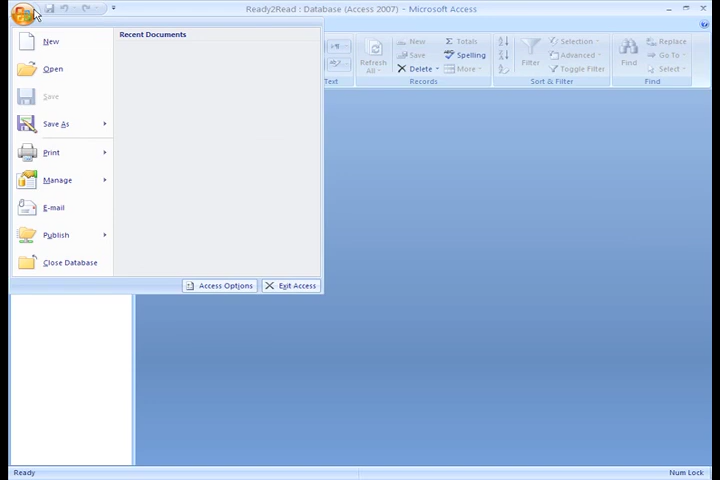 Ready2Read : Database (Access 2007) - Microsoft Access
New
Open
Save
Save As
Print
Manage
E-mail
Publish
Close Database
Recent Documents
Access Options
Exit Access
Text
Refresh
All
New
Save
Delete
Totals
Spelling
More
Records
Filter
Selection
Advanced
Toggle Filter
Sort & Filter
Find
Replace
Go To
Select
Find
Ready
Num Lock